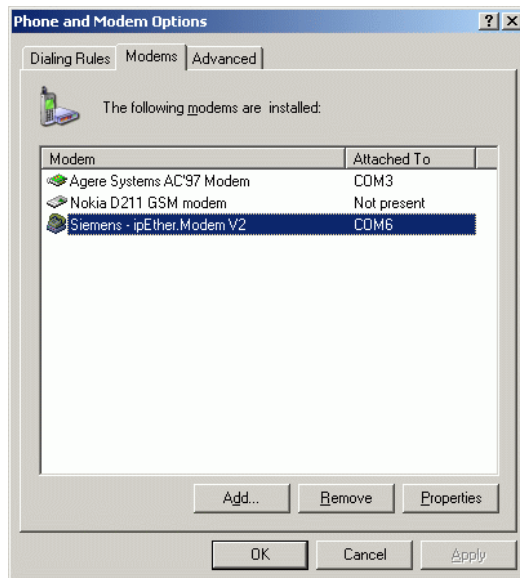 Phone and Modem Options
Dialing Rules Modems Advanced
The following modems are installed:
Modem Attached To
Agere Systems AC'97 Modem COM3
Nokia D211 GSM modem Not present
Siemens - ipEther.Modem V2 COM6
Add... Remove Properties
OK Cancel Apply